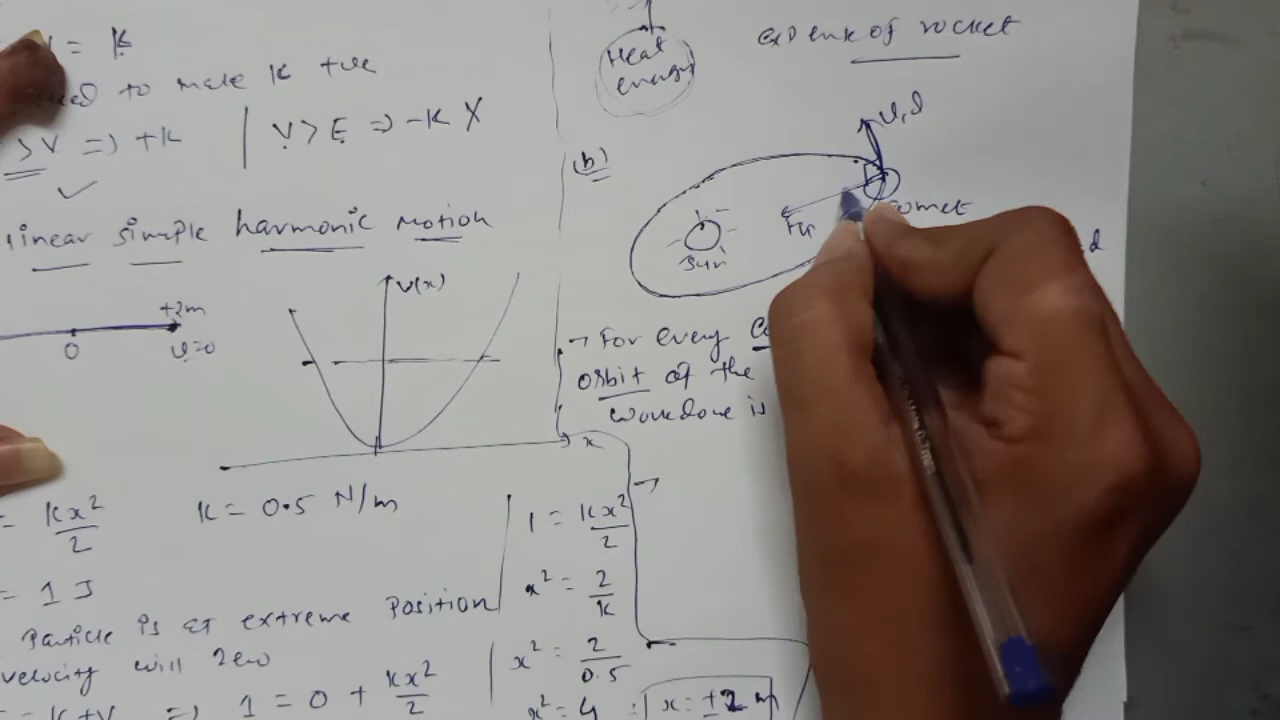 = K
to make K +ve
>V => +K | V > E => -K X
linear simple harmonic motion
+2m
0
v=0
V(x)
x
= Kx²/2
K = 0.5 N/m
= 1 J
Particle is at extreme position
velocity will zero
= K+V => 1 = 0 + Kx²/2
1 = Kx²/2
x² = 2/K
x² = 2/0.5
x² = 4
x = ±2 m
Heat
energy
of rocket
(b)
v, d
comet
Sun
d
→ For every
orbit of the
workdone is